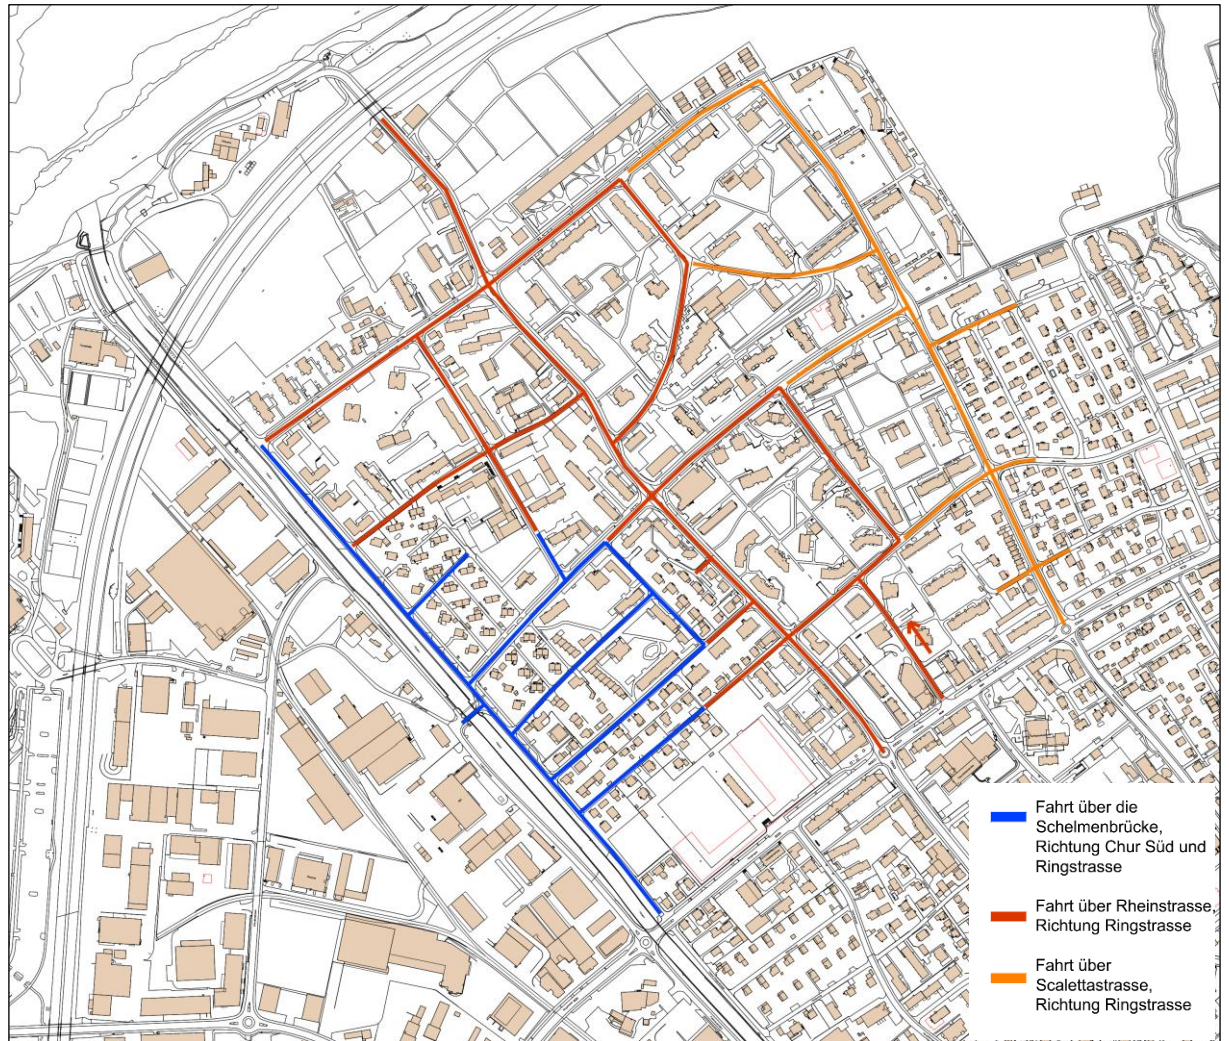 Fahrt über die
Schelmenbrücke,
Richtung Chur Süd und
Ringstrasse
Fahrt über Rheinstrasse,
Richtung Ringstrasse
Fahrt über
Scalettastrasse,
Richtung Ringstrasse